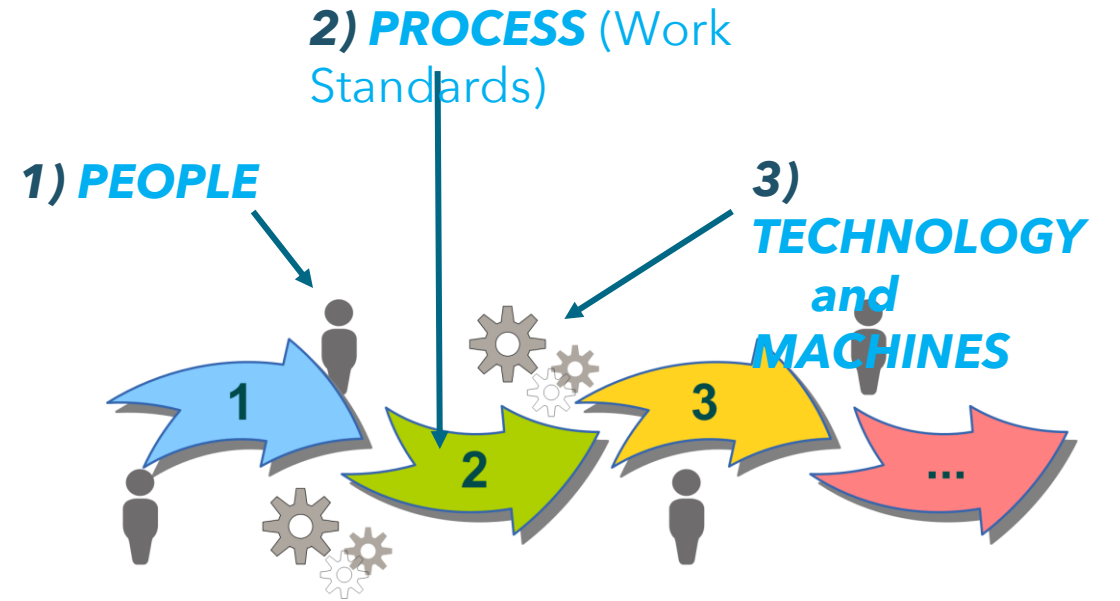 2) PROCESS (Work
Standards)
1) PEOPLE
3)
TECHNOLOGY
and
MACHINES
1
2
3
...